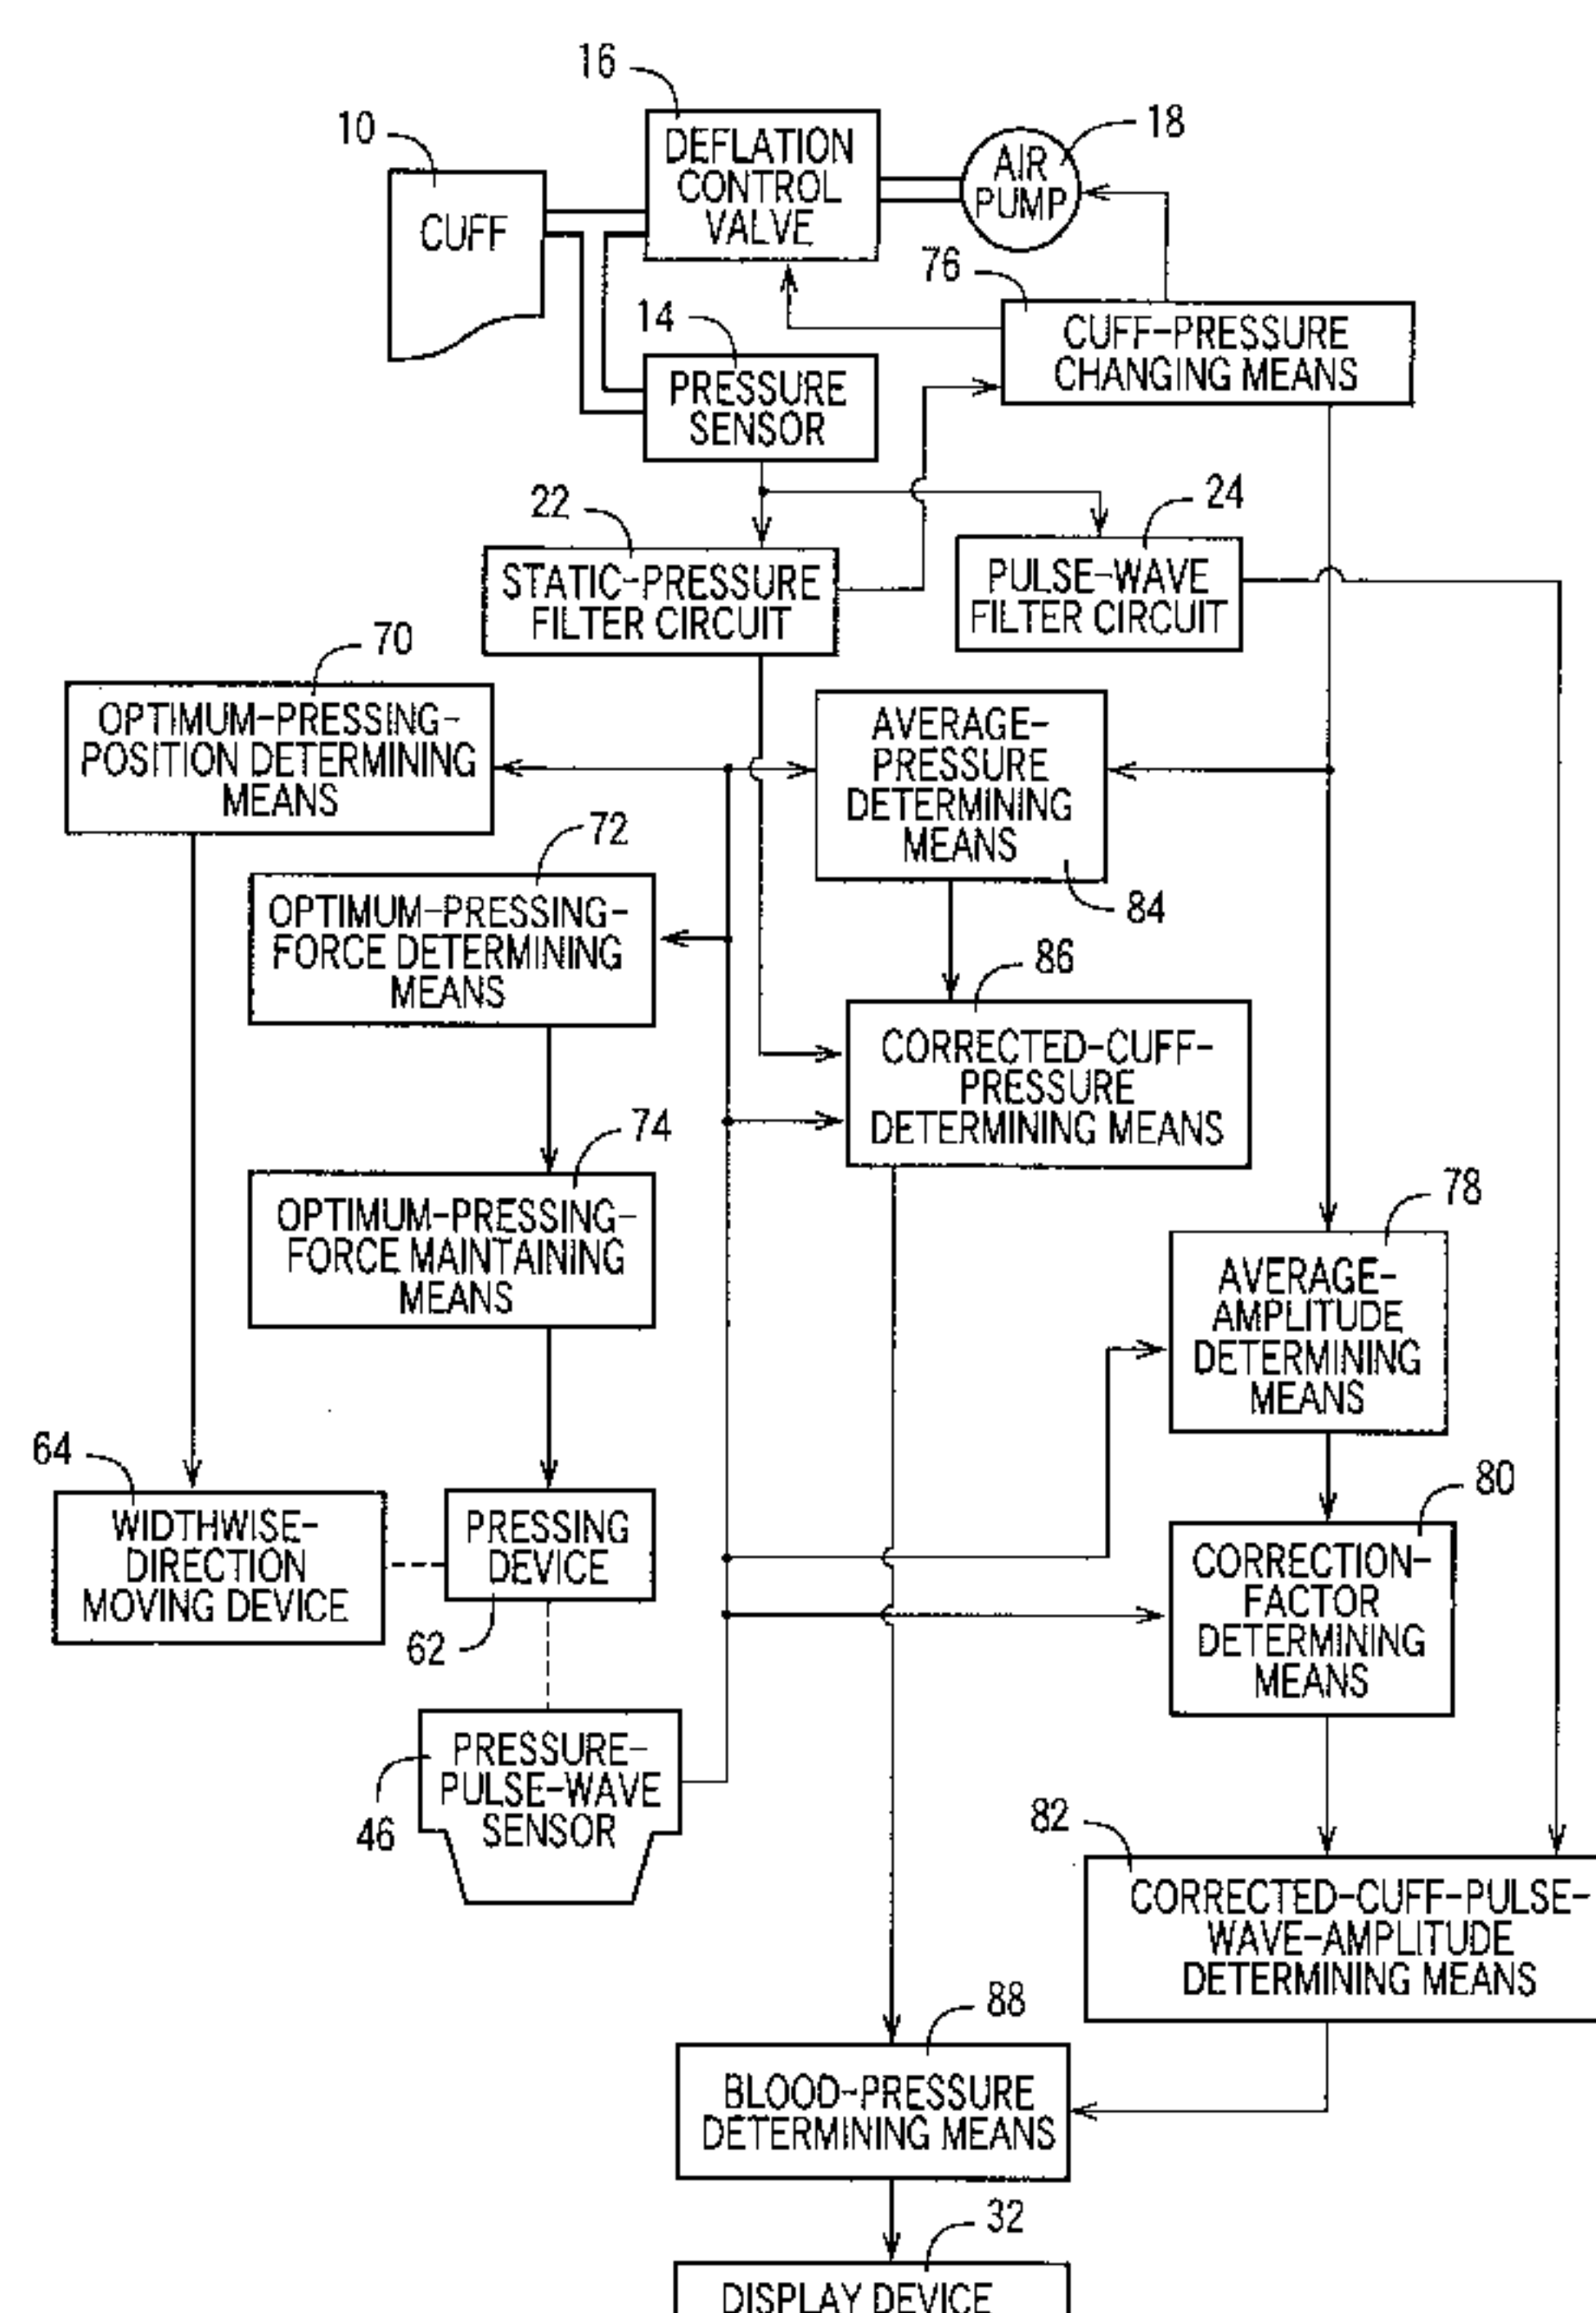 16
DEFLATION
CONTROL
VALVE
10
CUFF
18
AIR
PUMP
76
CUFF-PRESSURE
CHANGING MEANS
14
PRESSURE
SENSOR
22
STATIC-PRESSURE
FILTER CIRCUIT
24
PULSE-WAVE
FILTER CIRCUIT
70
OPTIMUM-PRESSING-
POSITION DETERMINING
MEANS
AVERAGE-
PRESSURE
DETERMINING
MEANS
84
72
OPTIMUM-PRESSING-
FORCE DETERMINING
MEANS
86
CORRECTED-CUFF-
PRESSURE
DETERMINING MEANS
74
OPTIMUM-PRESSING-
FORCE MAINTAINING
MEANS
78
AVERAGE-
AMPLITUDE
DETERMINING
MEANS
64
WIDTHWISE-
DIRECTION
MOVING DEVICE
PRESSING
DEVICE
62
80
CORRECTION-
FACTOR
DETERMINING
MEANS
PRESSURE-
PULSE-WAVE
SENSOR
46
82
CORRECTED-CUFF-PULSE-
WAVE-AMPLITUDE
DETERMINING MEANS
88
BLOOD-PRESSURE
DETERMINING MEANS
32
DISPLAY DEVICE